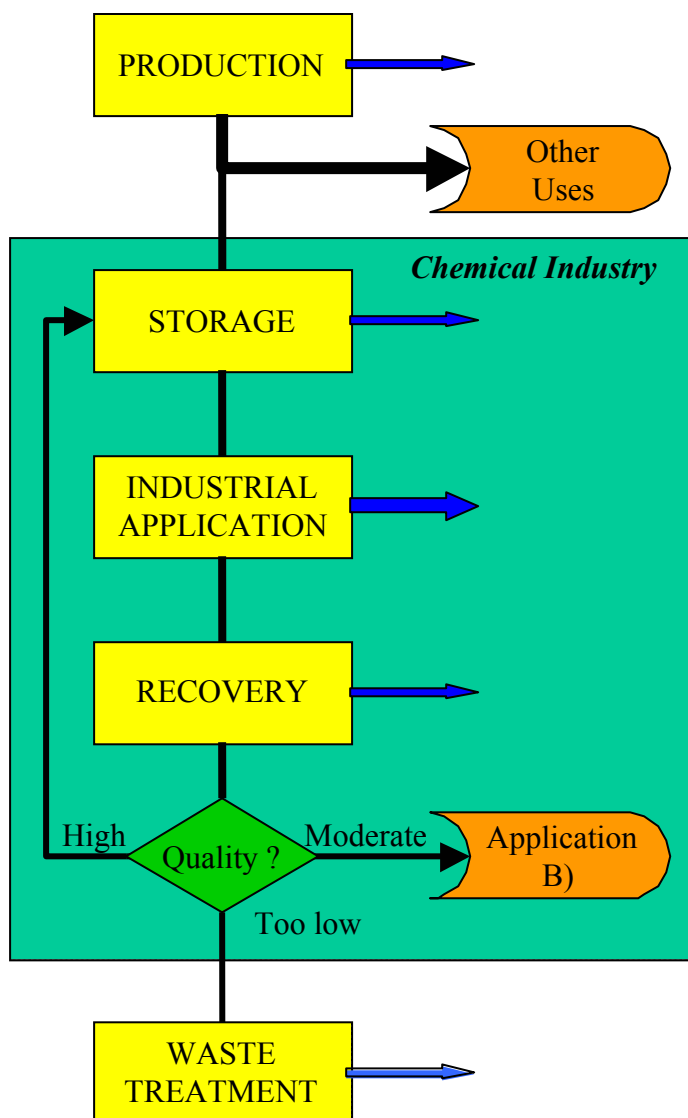 PRODUCTION
Other
Uses
Chemical Industry
STORAGE
INDUSTRIAL
APPLICATION
RECOVERY
High
Quality ?
Moderate
Application
B)
Too low
WASTE
TREATMENT